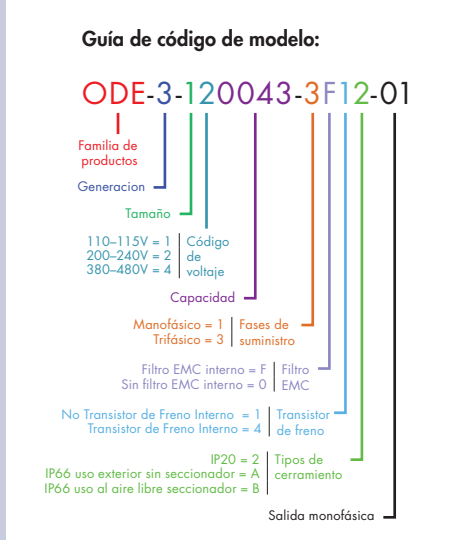 Guía de código de modelo:
ODE-3-120043-3F12-01
Familia de
productos
Generacion
Tamaño
110–115V = 1
200–240V = 2
380–480V = 4
Código
de
voltaje
Capacidad
Manofásico = 1
Trifásico = 3
Fases de
suministro
Filtro EMC interno = F
Sin filtro EMC interno = 0
Filtro
EMC
No Transistor de Freno Interno = 1
Transistor de Freno Interno = 4
Transistor
de freno
IP20 = 2
IP66 uso exterior sin seccionador = A
IP66 uso al aire libre seccionador = B
Tipos de
cerramiento
Salida monofásica